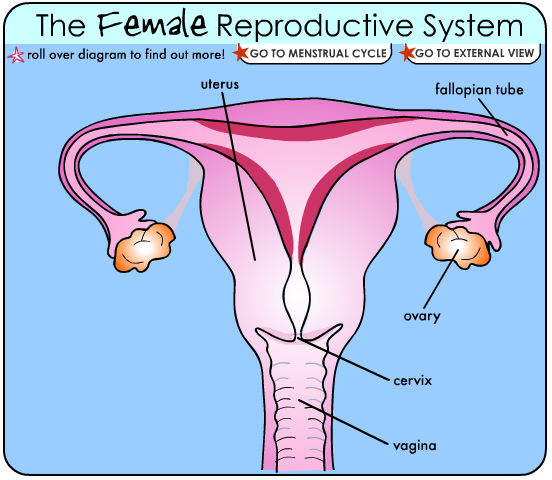 The Female Reproductive System
roll over diagram to find out more!
GO TO MENSTRUAL CYCLE
GO TO EXTERNAL VIEW
uterus
fallopian tube
ovary
cervix
vagina